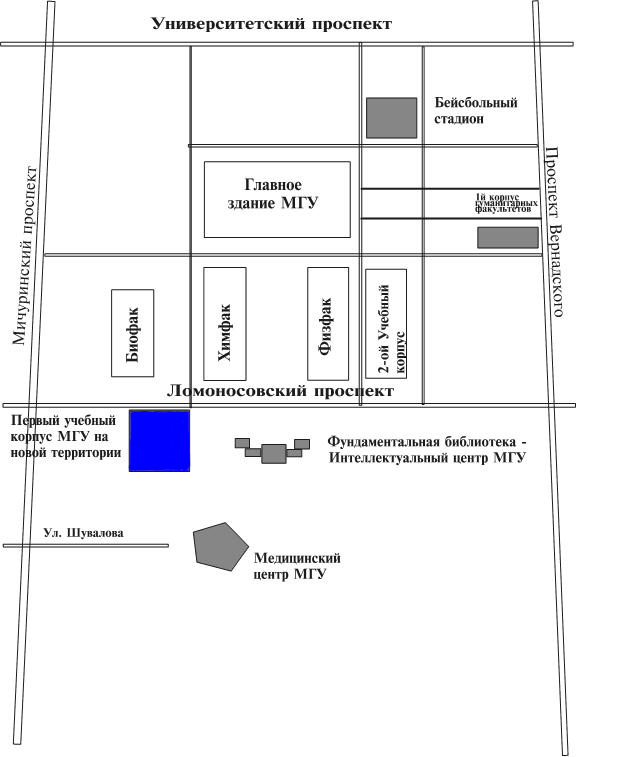 Университетский проспект
Бейсбольный
стадион
Главное
здание МГУ
1й корпус
гуманитарных
факультетов
Мичуринский проспект
Проспект Вернадского
Биофак
Химфак
Физфак
2-ой Учебный
корпус
Ломоносовский проспект
Первый учебный
корпус МГУ на
новой территории
Фундаментальная библиотека -
Интеллектуальный центр МГУ
Ул. Шувалова
Медицинский
центр МГУ